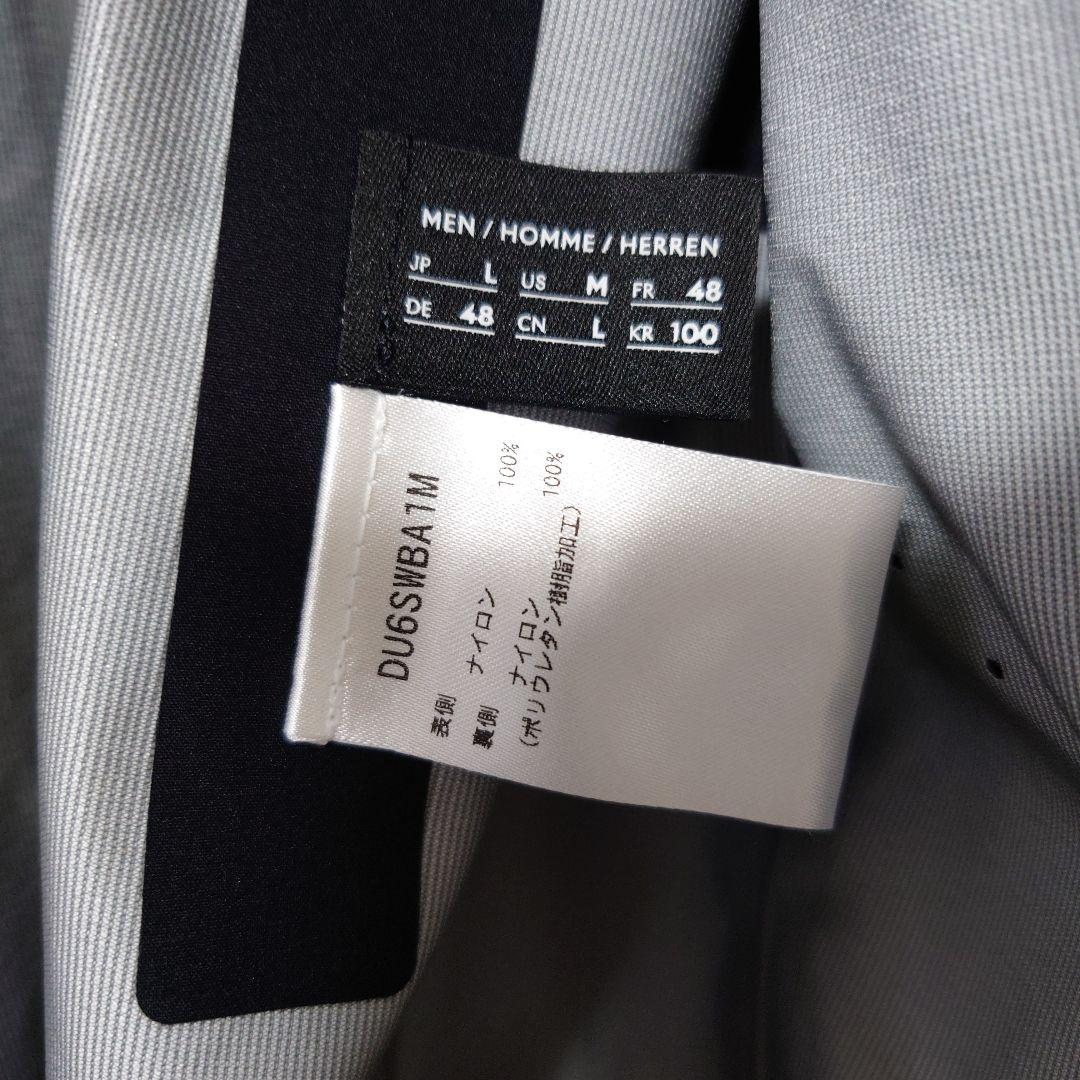 MEN / HOMME / HERREN
JP L US M FR 48
DE 48 CN L KR 100
DU6SWBA1M
表側 ナイロン 100%
裏側 ナイロン 100%
(ポリウレタン樹脂加工)